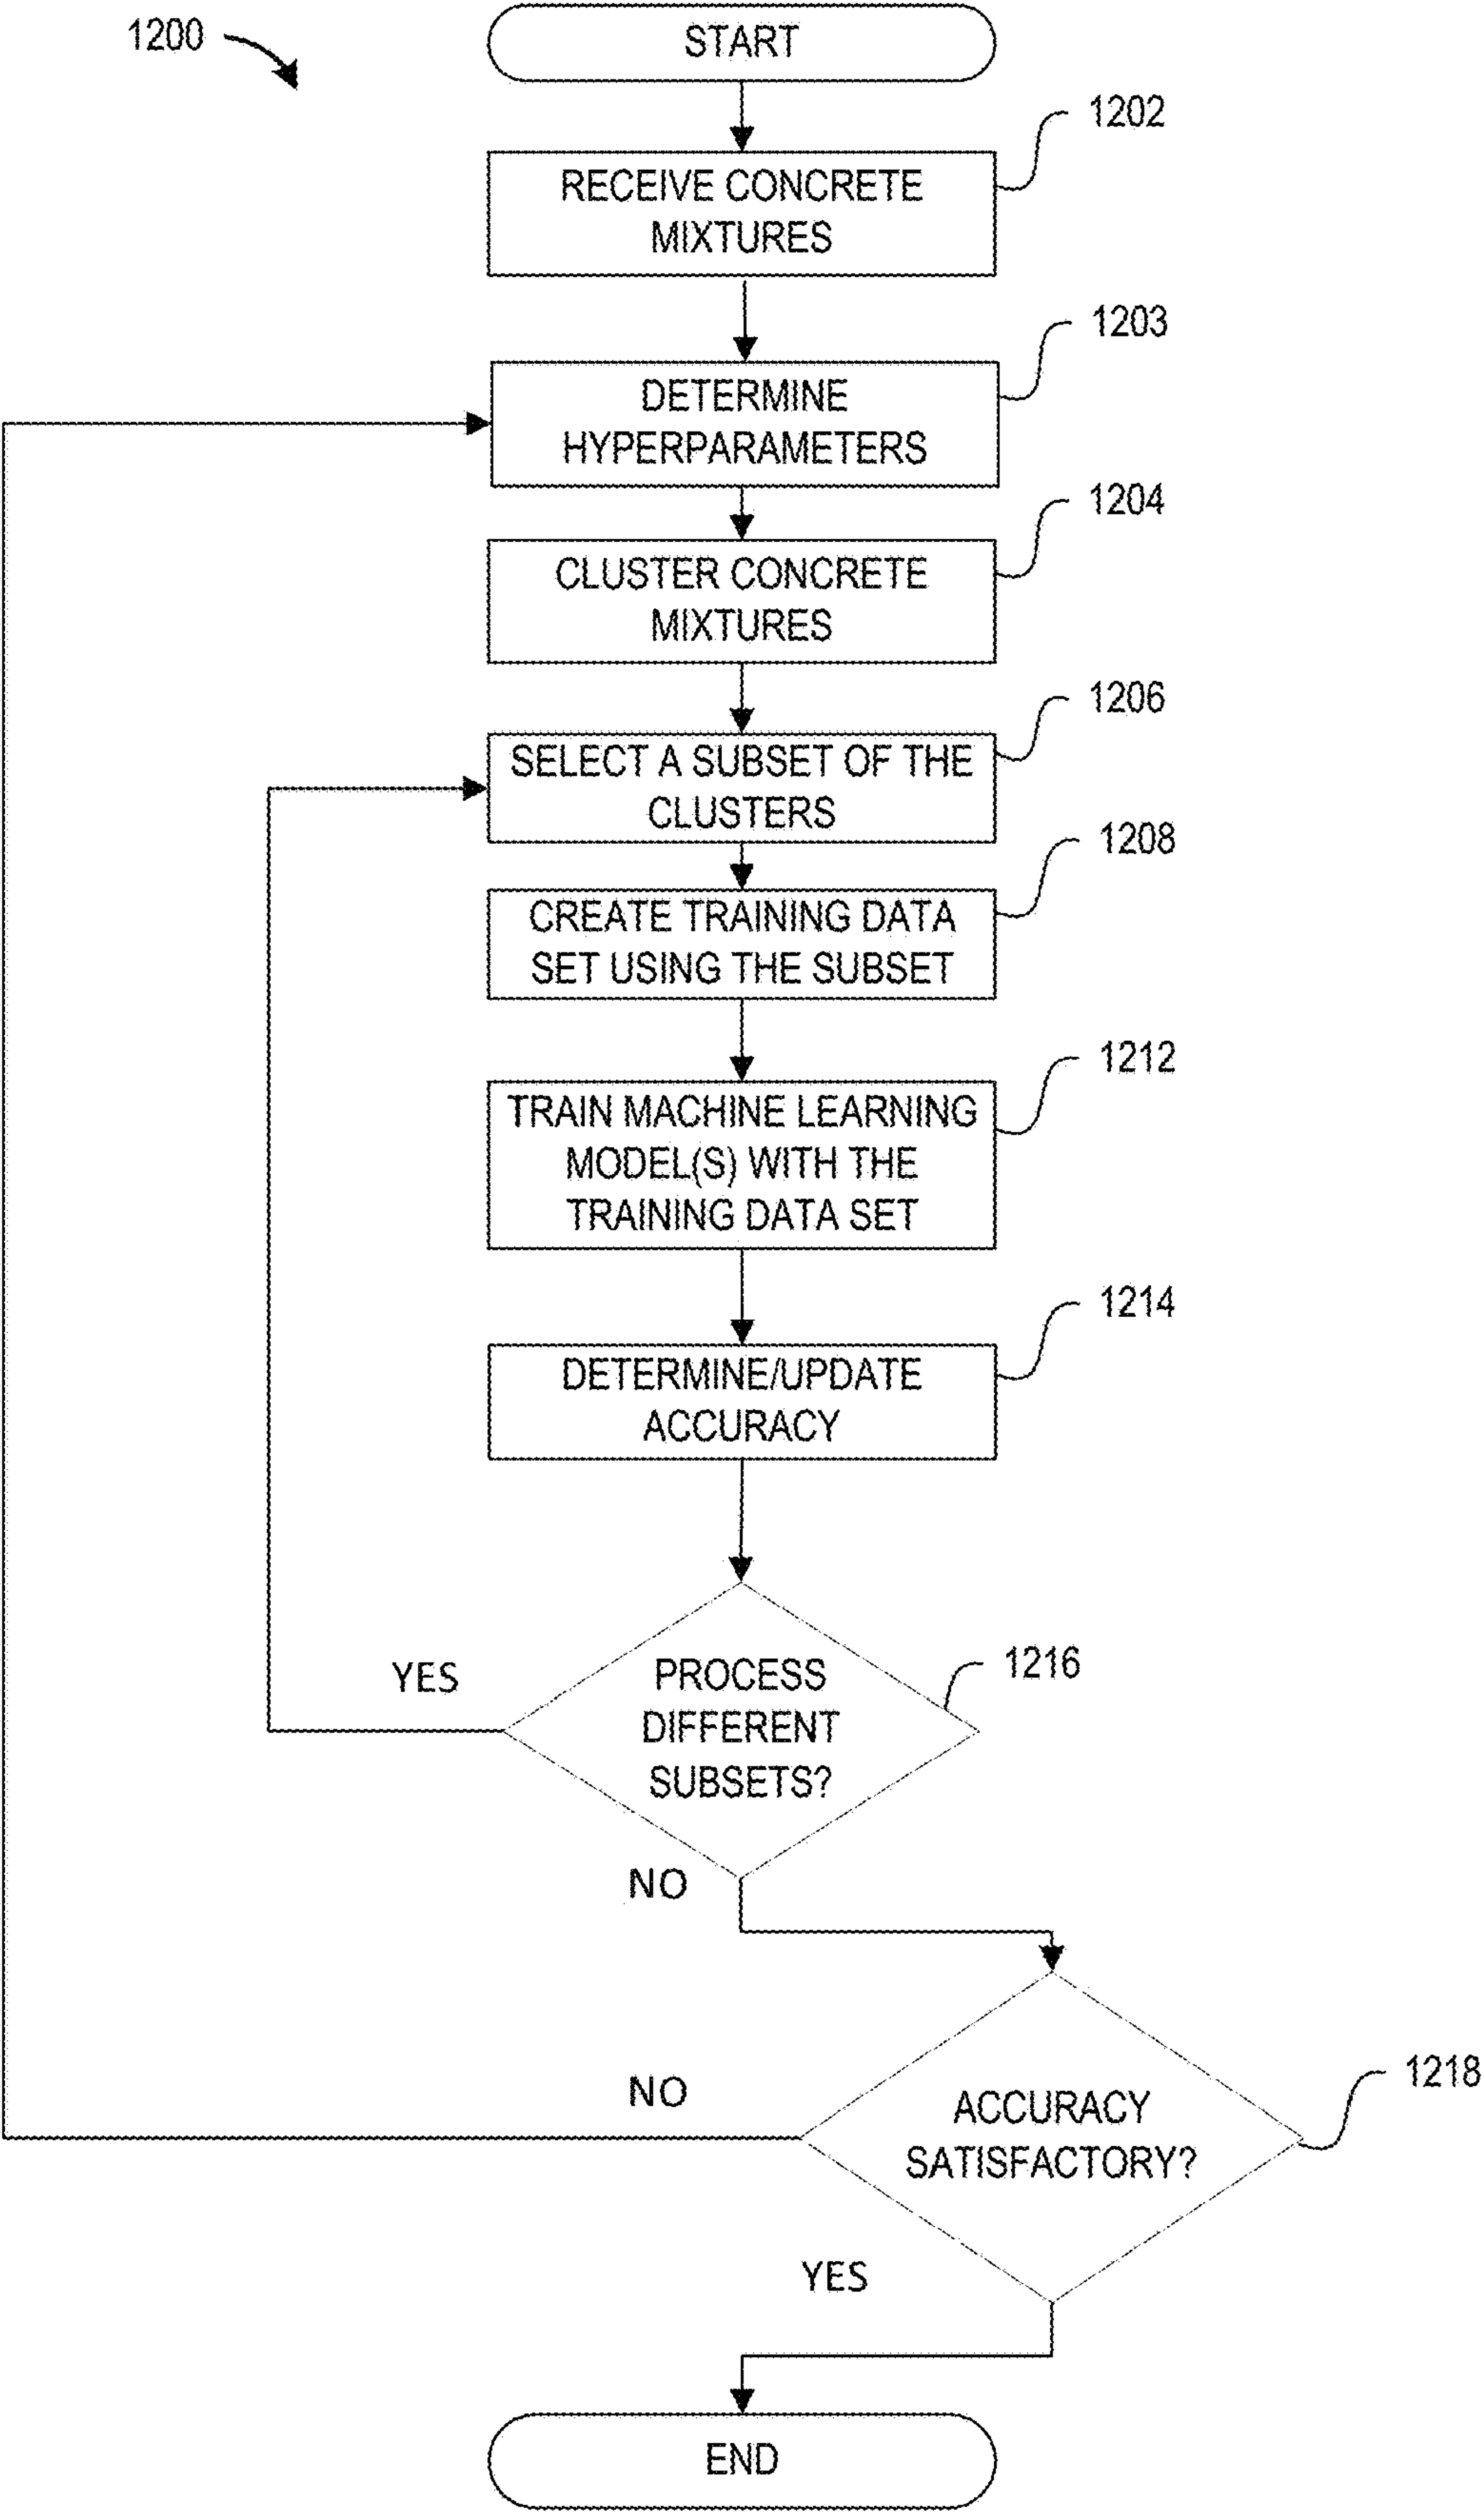 1200
START
1202
RECEIVE CONCRETE
MIXTURES
1203
DETERMINE
HYPERPARAMETERS
1204
CLUSTER CONCRETE
MIXTURES
1206
SELECT A SUBSET OF THE
CLUSTERS
1208
CREATE TRAINING DATA
SET USING THE SUBSET
1212
TRAIN MACHINE LEARNING
MODEL(S) WITH THE
TRAINING DATA SET
1214
DETERMINE/UPDATE
ACCURACY
1216
YES
PROCESS
DIFFERENT
SUBSETS?
NO
1218
NO
ACCURACY
SATISFACTORY?
YES
END